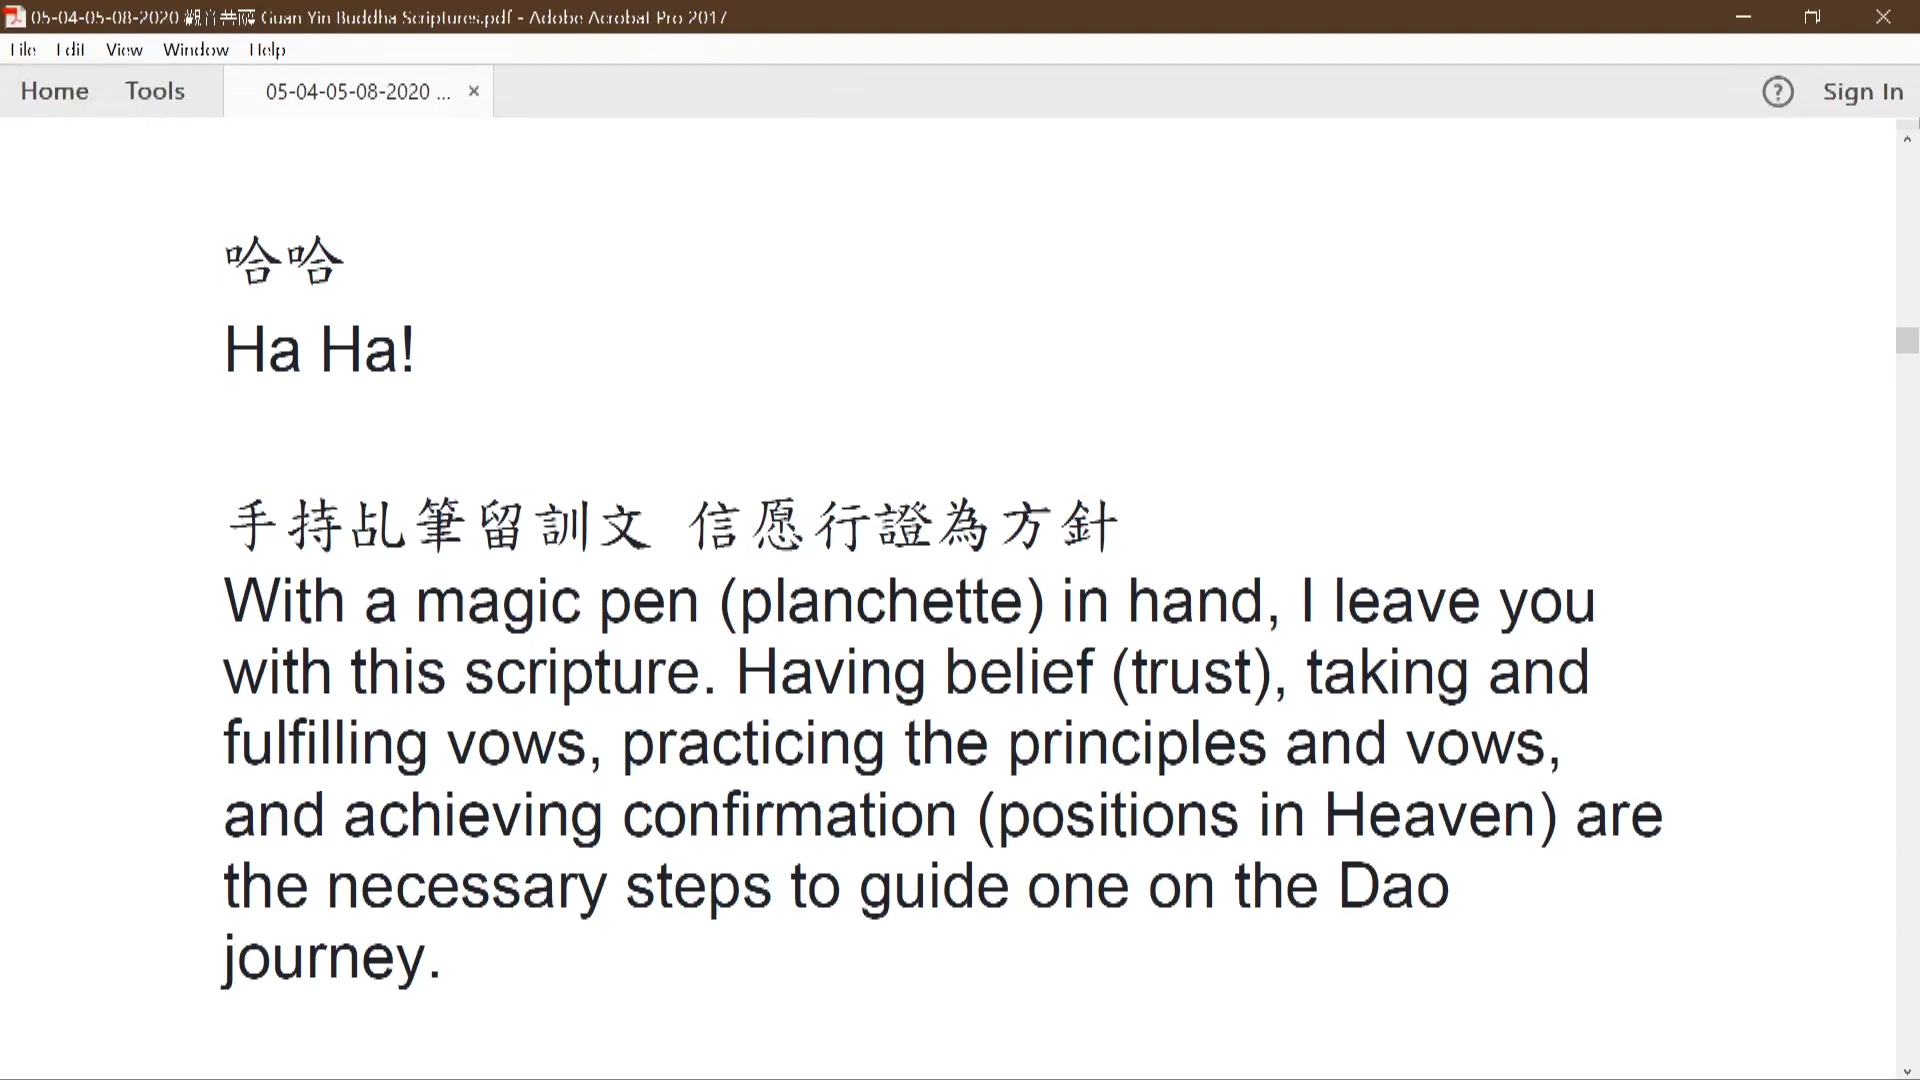 05-04-05-08-2020 觀音菩薩 Guan Yin Buddha Scriptures.pdf - Adobe Acrobat Pro 2017
File Edit View Window Help
Home Tools 05-04-05-08-2020 ... × ? Sign In
哈哈
Ha Ha!
手持乩筆留訓文 信愿行證為方針
With a magic pen (planchette) in hand, I leave you
with this scripture. Having belief (trust), taking and
fulfilling vows, practicing the principles and vows,
and achieving confirmation (positions in Heaven) are
the necessary steps to guide one on the Dao
journey.